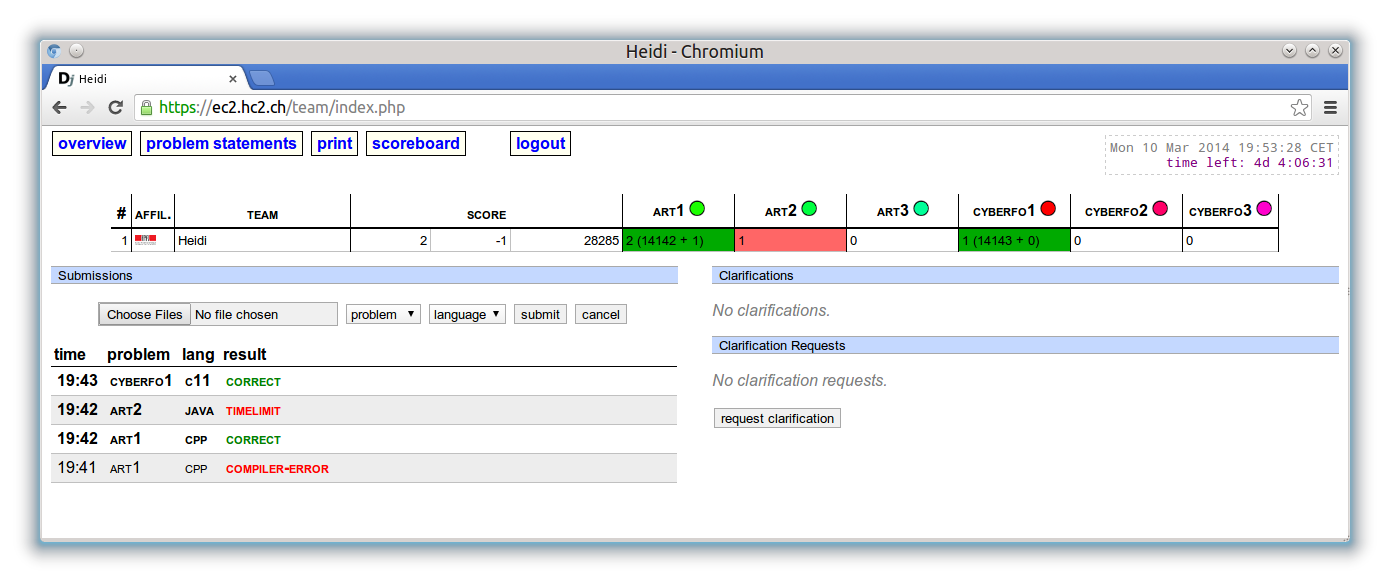 Heidi - Chromium
Dj Heidi
https://ec2.hc2.ch/team/index.php
overview problem statements print scoreboard logout
Mon 10 Mar 2014 19:53:28 CET
time left: 4d 4:06:31
# AFFIL. TEAM SCORE ART1 ART2 ART3 CYBERFO1 CYBERFO2 CYBERFO3
1 Heidi 2 -1 28285 2 (14142 + 1) 1 0 1 (14143 + 0) 0 0
Submissions
Choose Files No file chosen problem language submit cancel
time problem lang result
19:43 CYBERFO1 C11 CORRECT
19:42 ART2 JAVA TIMELIMIT
19:42 ART1 CPP CORRECT
19:41 ART1 CPP COMPILER-ERROR
Clarifications
No clarifications.
Clarification Requests
No clarification requests.
request clarification